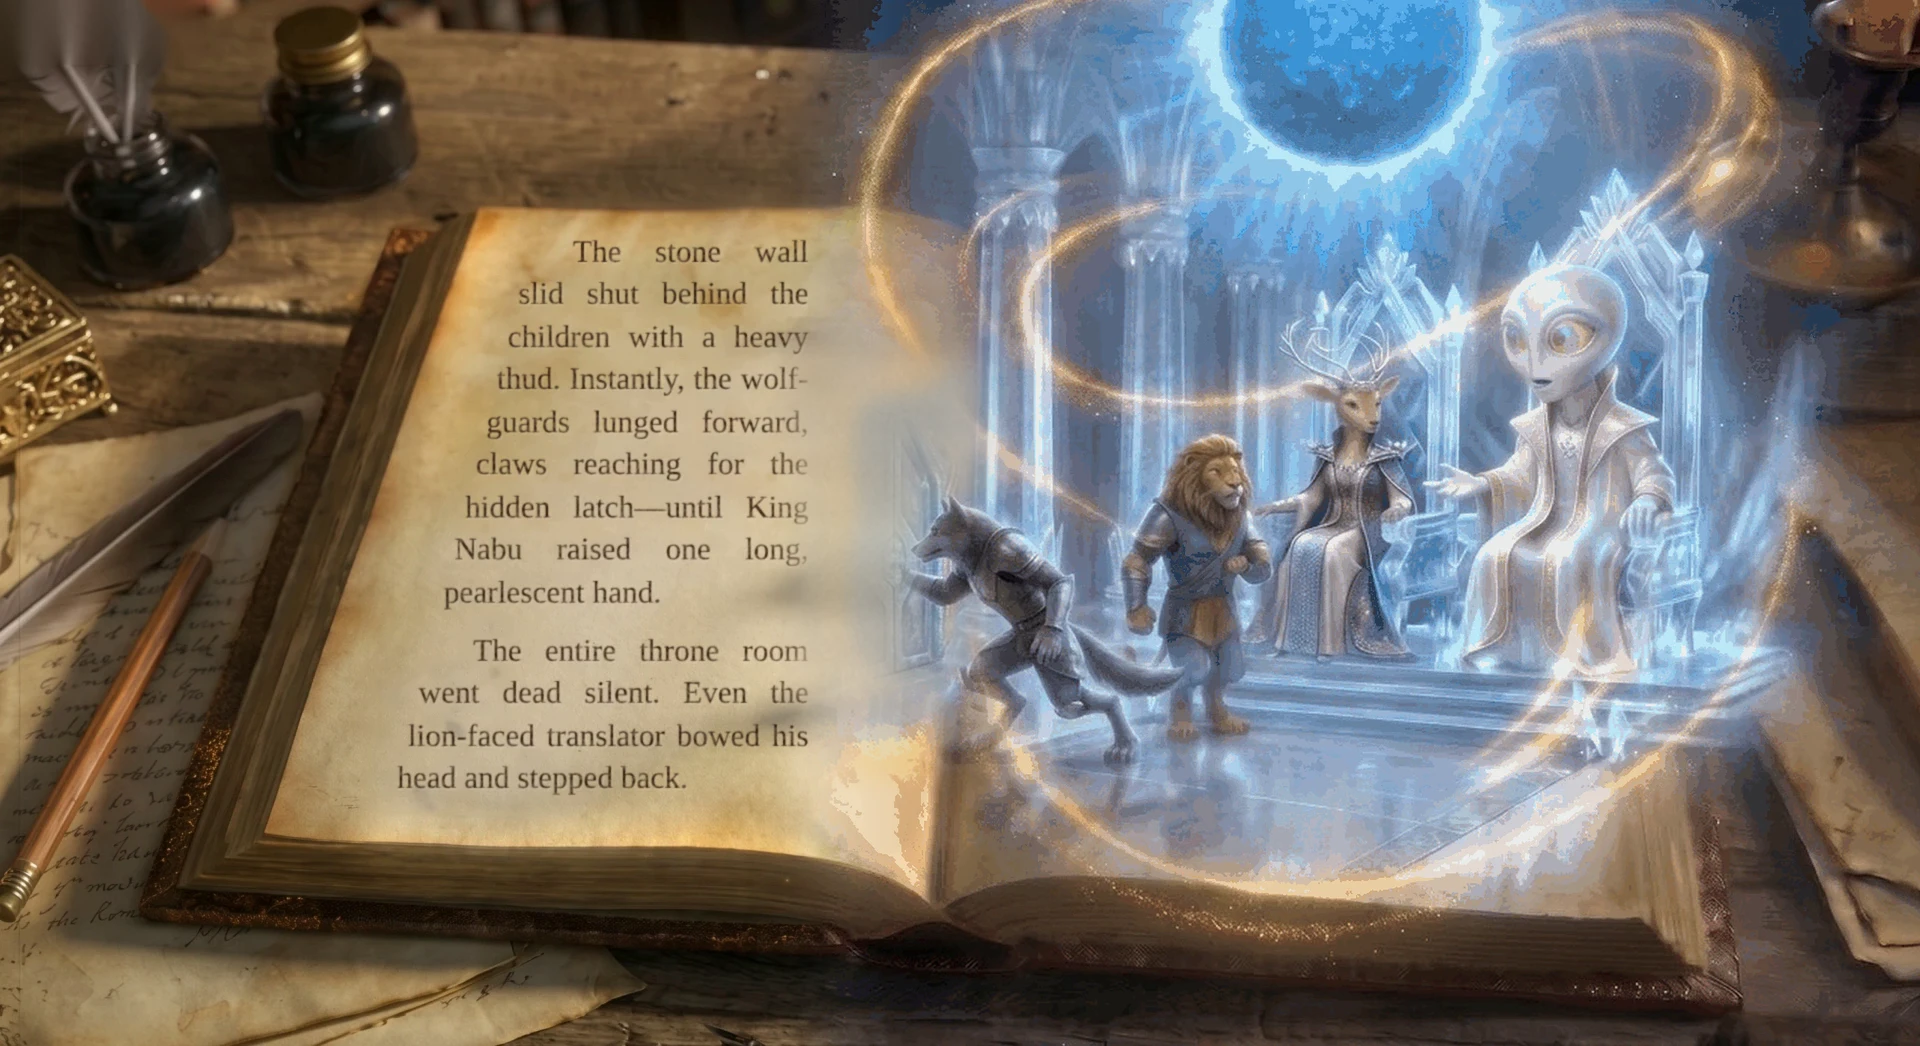 The stone wall
slid shut behind the
children with a heavy
thud. Instantly, the wolf-
guards lunged forward,
claws reaching for the
hidden latch—until King
Nabu raised one long,
pearlescent hand.
The entire throne room
went dead silent. Even the
lion-faced translator bowed his
head and stepped back.